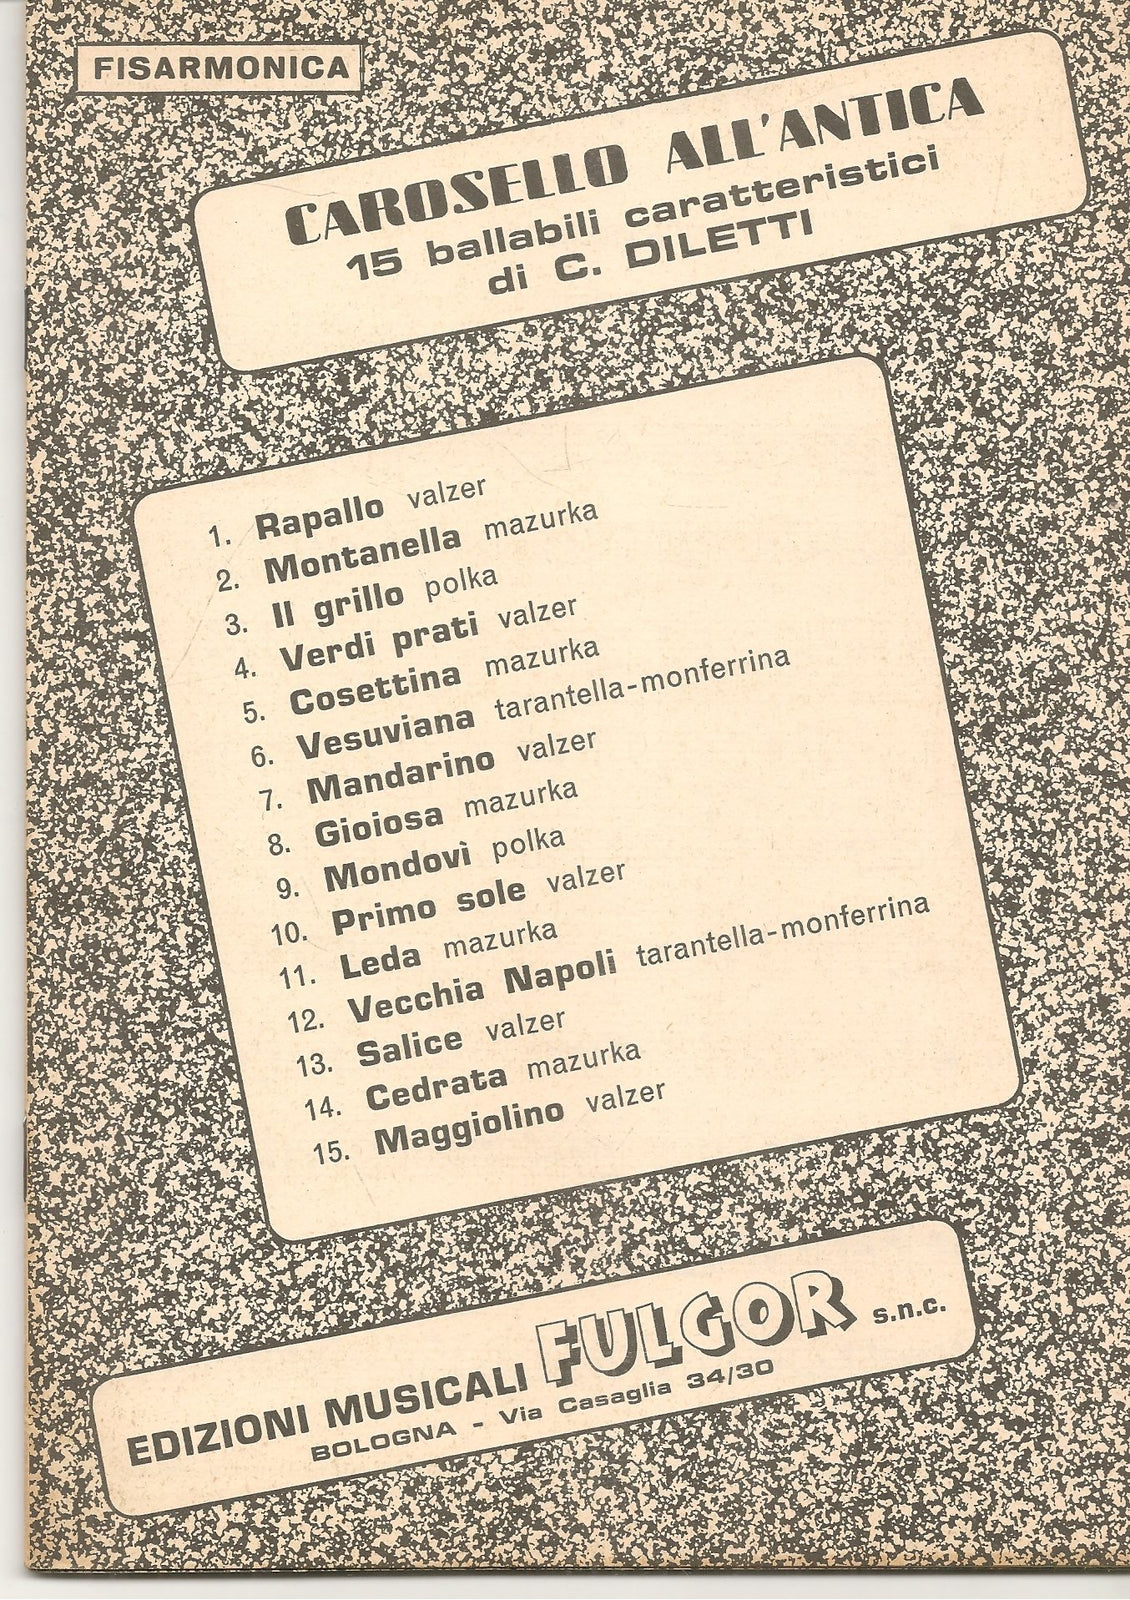 FISARMONICA
CAROSELLO ALL'ANTICA
15 ballabili caratteristici
di C. DILETTI
1. Rapallo valzer
2. Montanella mazurka
3. Il grillo polka
4. Verdi prati valzer
5. Cosettina mazurka
6. Vesuviana tarantella-monferrina
7. Mandarino valzer
8. Gioiosa mazurka
9. Mondovì polka
10. Primo sole valzer
11. Leda mazurka
12. Vecchia Napoli tarantella-monferrina
13. Salice valzer
14. Cedrata mazurka
15. Maggiolino valzer
EDIZIONI MUSICALI FULGOR s.n.c.
BOLOGNA - Via Casaglia 34/30